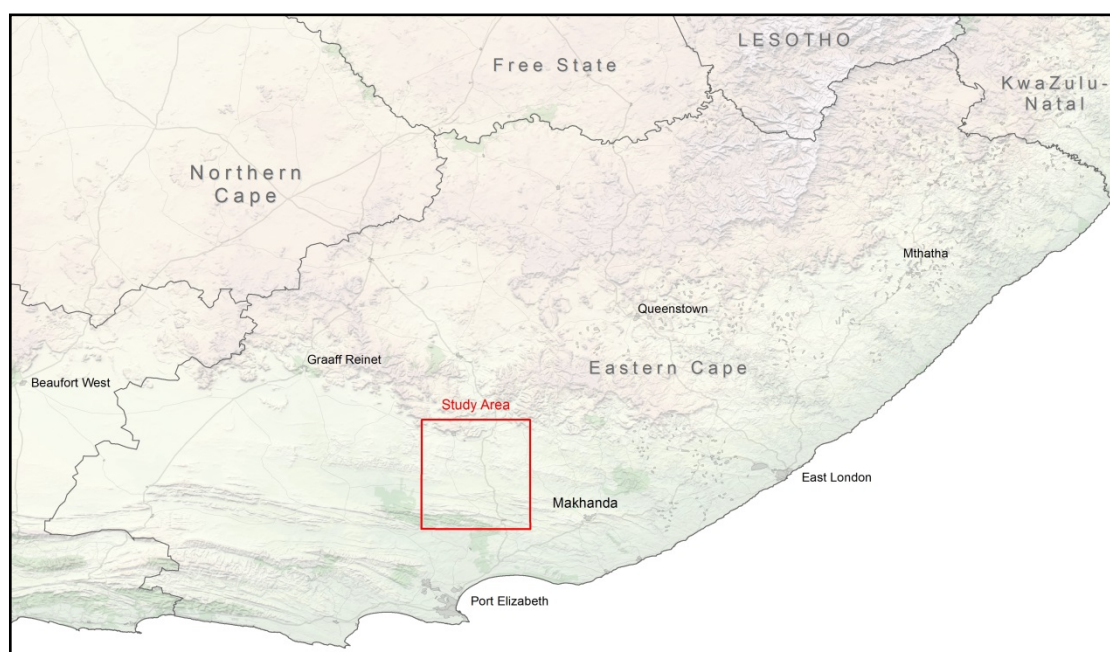 LESOTHO
Free State
KwaZulu-
Natal
Northern
Cape
Mthatha
Queenstown
Graaff Reinet
Eastern Cape
Beaufort West
Study Area
East London
Makhanda
Port Elizabeth